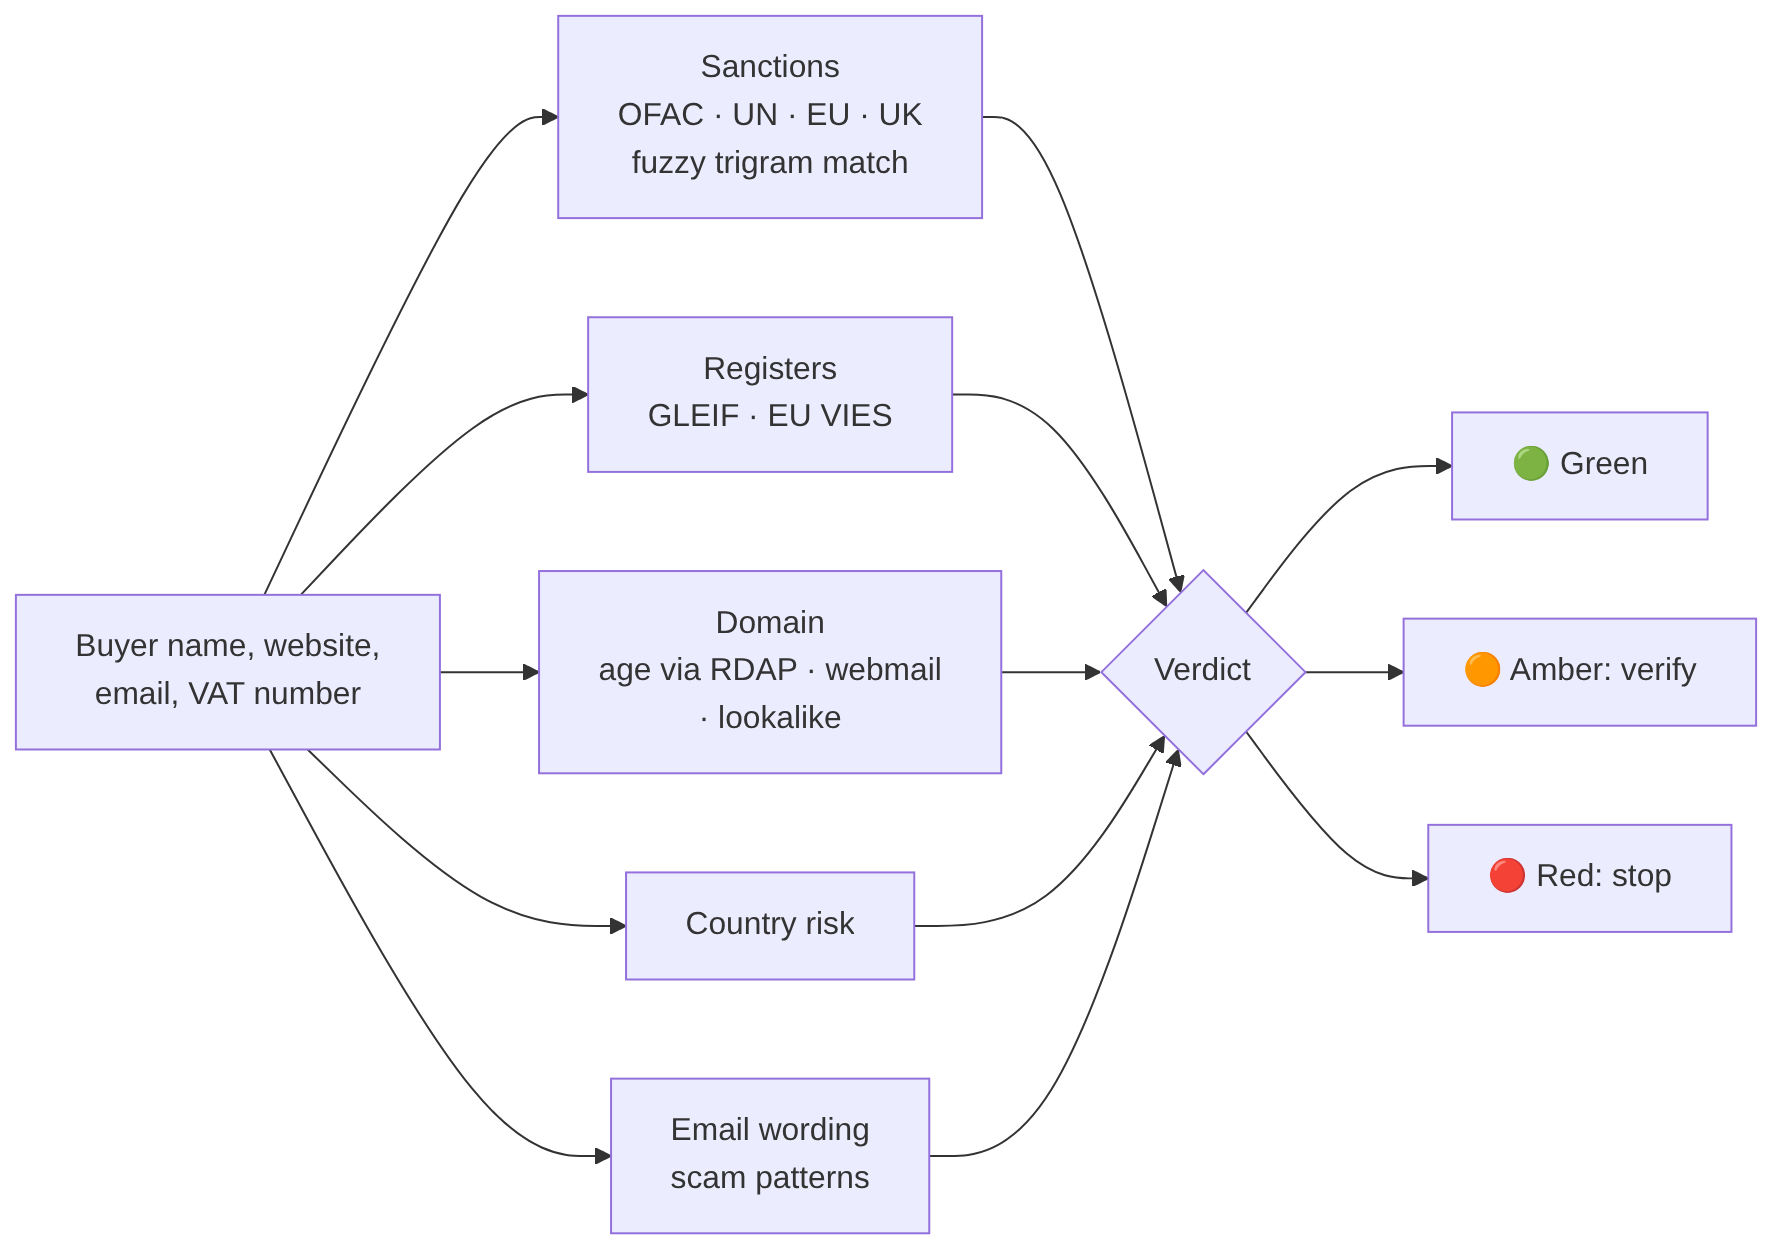 Sanctions
OFAC · UN · EU · UK
fuzzy trigram match
Registers
GLEIF · EU VIES
Buyer name, website,
email, VAT number
Domain
age via RDAP · webmail
· lookalike
Country risk
Email wording
scam patterns
Verdict
🟢 Green
🟠 Amber: verify
🔴 Red: stop